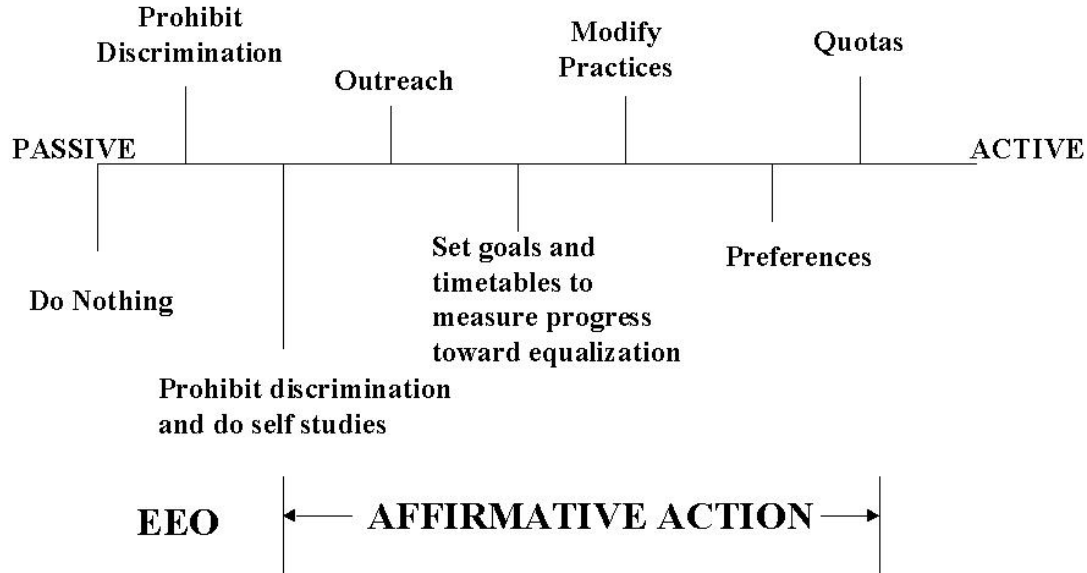 Prohibit
Discrimination
Outreach
Modify
Practices
Quotas
PASSIVE
ACTIVE
Do Nothing
Set goals and
timetables to
measure progress
toward equalization
Preferences
Prohibit discrimination
and do self studies
EEO
AFFIRMATIVE ACTION